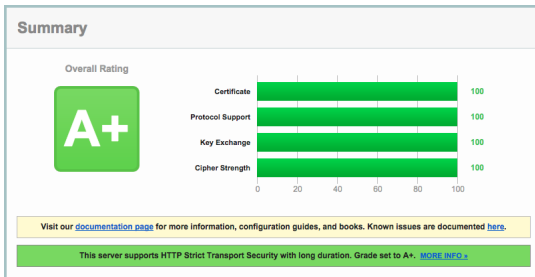 Summary
Overall Rating
A+
Certificate 100
Protocol Support 100
Key Exchange 100
Cipher Strength 100
0 20 40 60 80 100
Visit our documentation page for more information, configuration guides, and books. Known issues are documented here.
This server supports HTTP Strict Transport Security with long duration. Grade set to A+. MORE INFO »